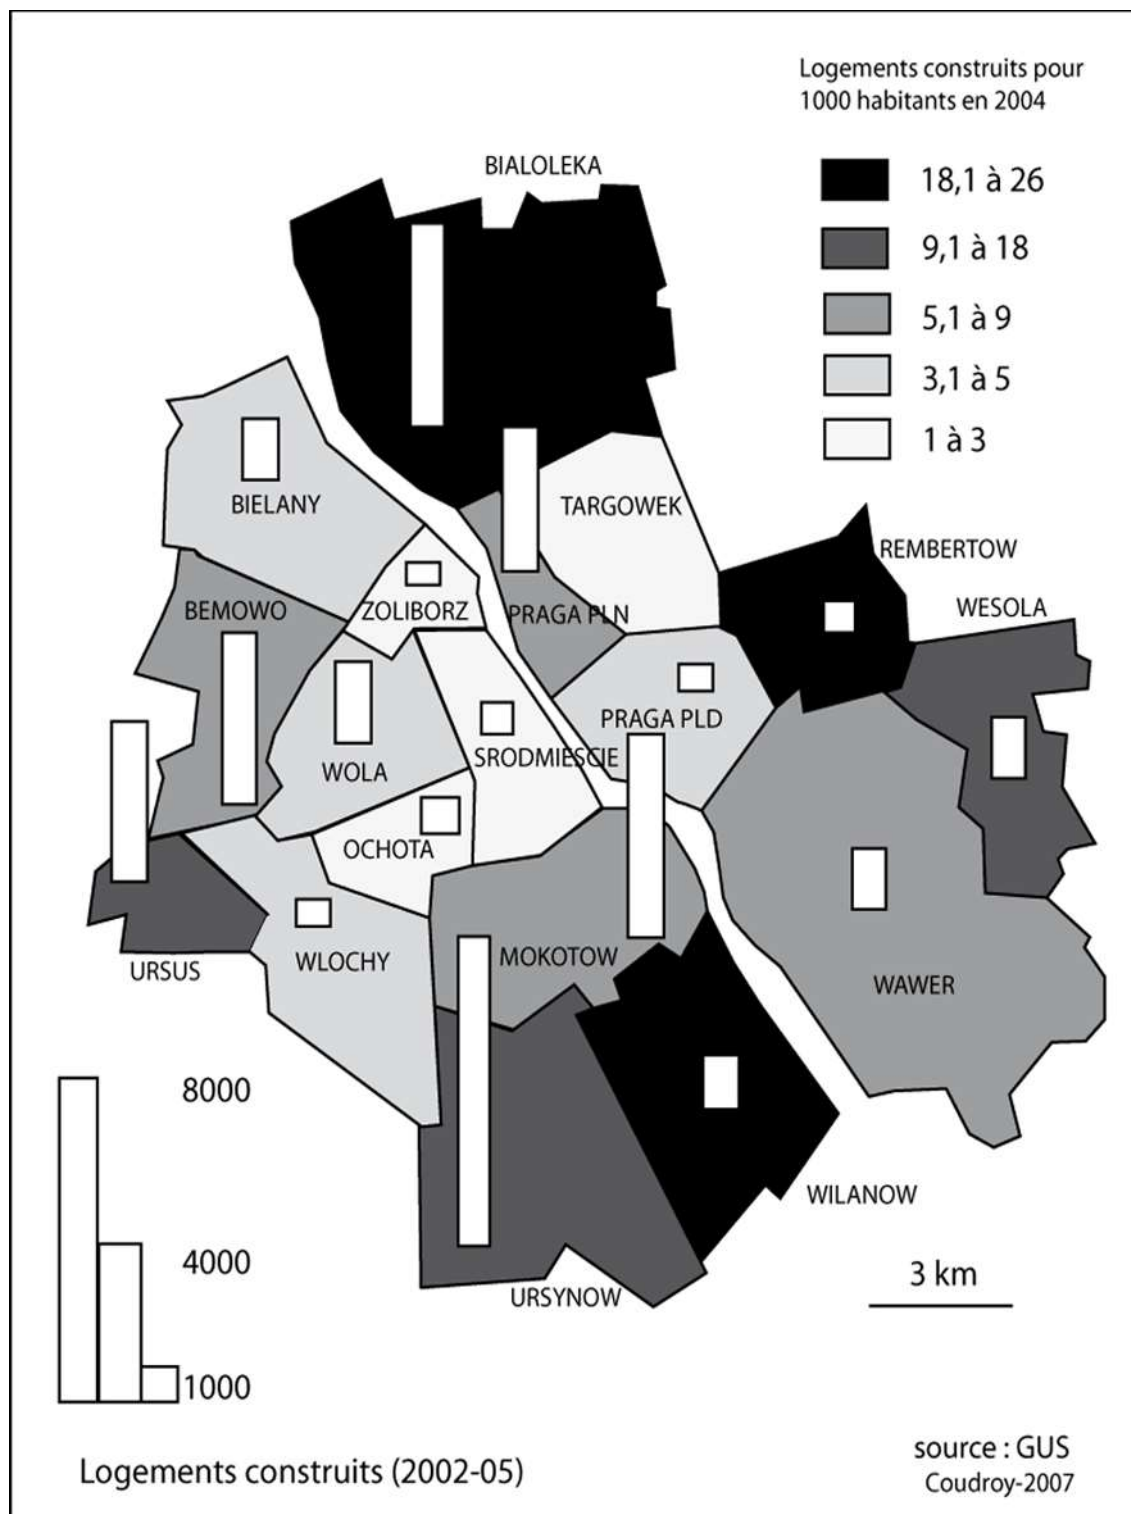 Logements construits pour
1000 habitants en 2004
18,1 à 26
9,1 à 18
5,1 à 9
3,1 à 5
1 à 3
BIALOLEKA
BIELANY
TARGOWEK
REMBERTOW
WESOLA
BEMOWO
ZOLIBORZ
PRAGA PLN
PRAGA PLD
SRODMIESCIE
WOLA
OCHOTA
URSUS
WLOCHY
MOKOTOW
WAWER
WILANOW
URSYNOW
8000
4000
1000
3 km
Logements construits (2002-05)
source : GUS
Coudroy-2007